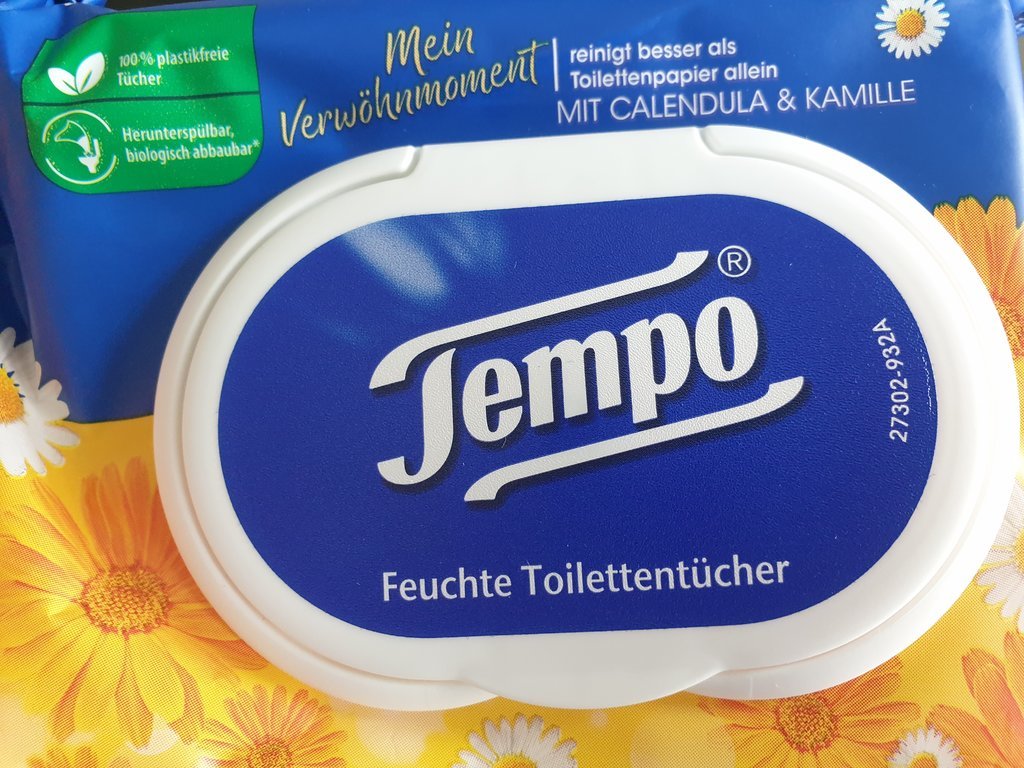 100% plastikfreie
Tücher
Herunterspülbar,
biologisch abbaubar*
Mein
Verwöhnmoment
reinigt besser als
Toilettenpapier allein
MIT CALENDULA & KAMILLE
Tempo®
27302-932A
Feuchte Toilettentücher